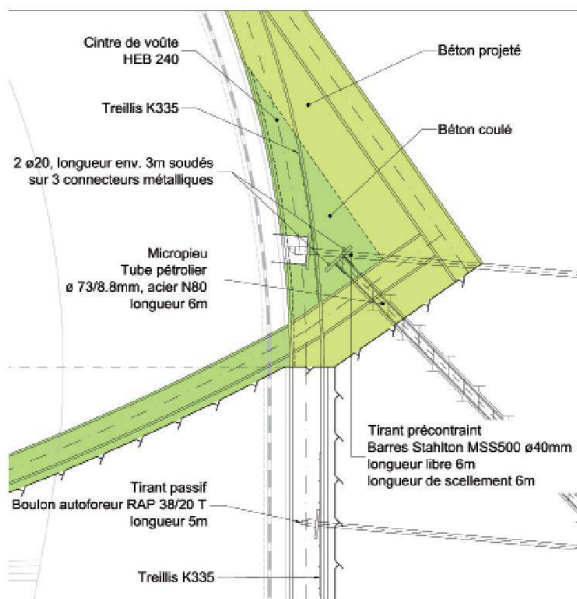 Cintre de voûte
HEB 240
Béton projeté
Treillis K335
Béton coulé
2 ø20, longueur env. 3m soudés
sur 3 connecteurs métalliques
Micropieu
Tube pétrolier
ø 73/8.8mm, acier N80
longueur 6m
Tirant précontraint
Barres Stahlton MSS500 ø40mm
longueur libre 6m
longueur de scellement 6m
Tirant passif
Boulon autoforeur RAP 38/20 T
longueur 5m
Treillis K335